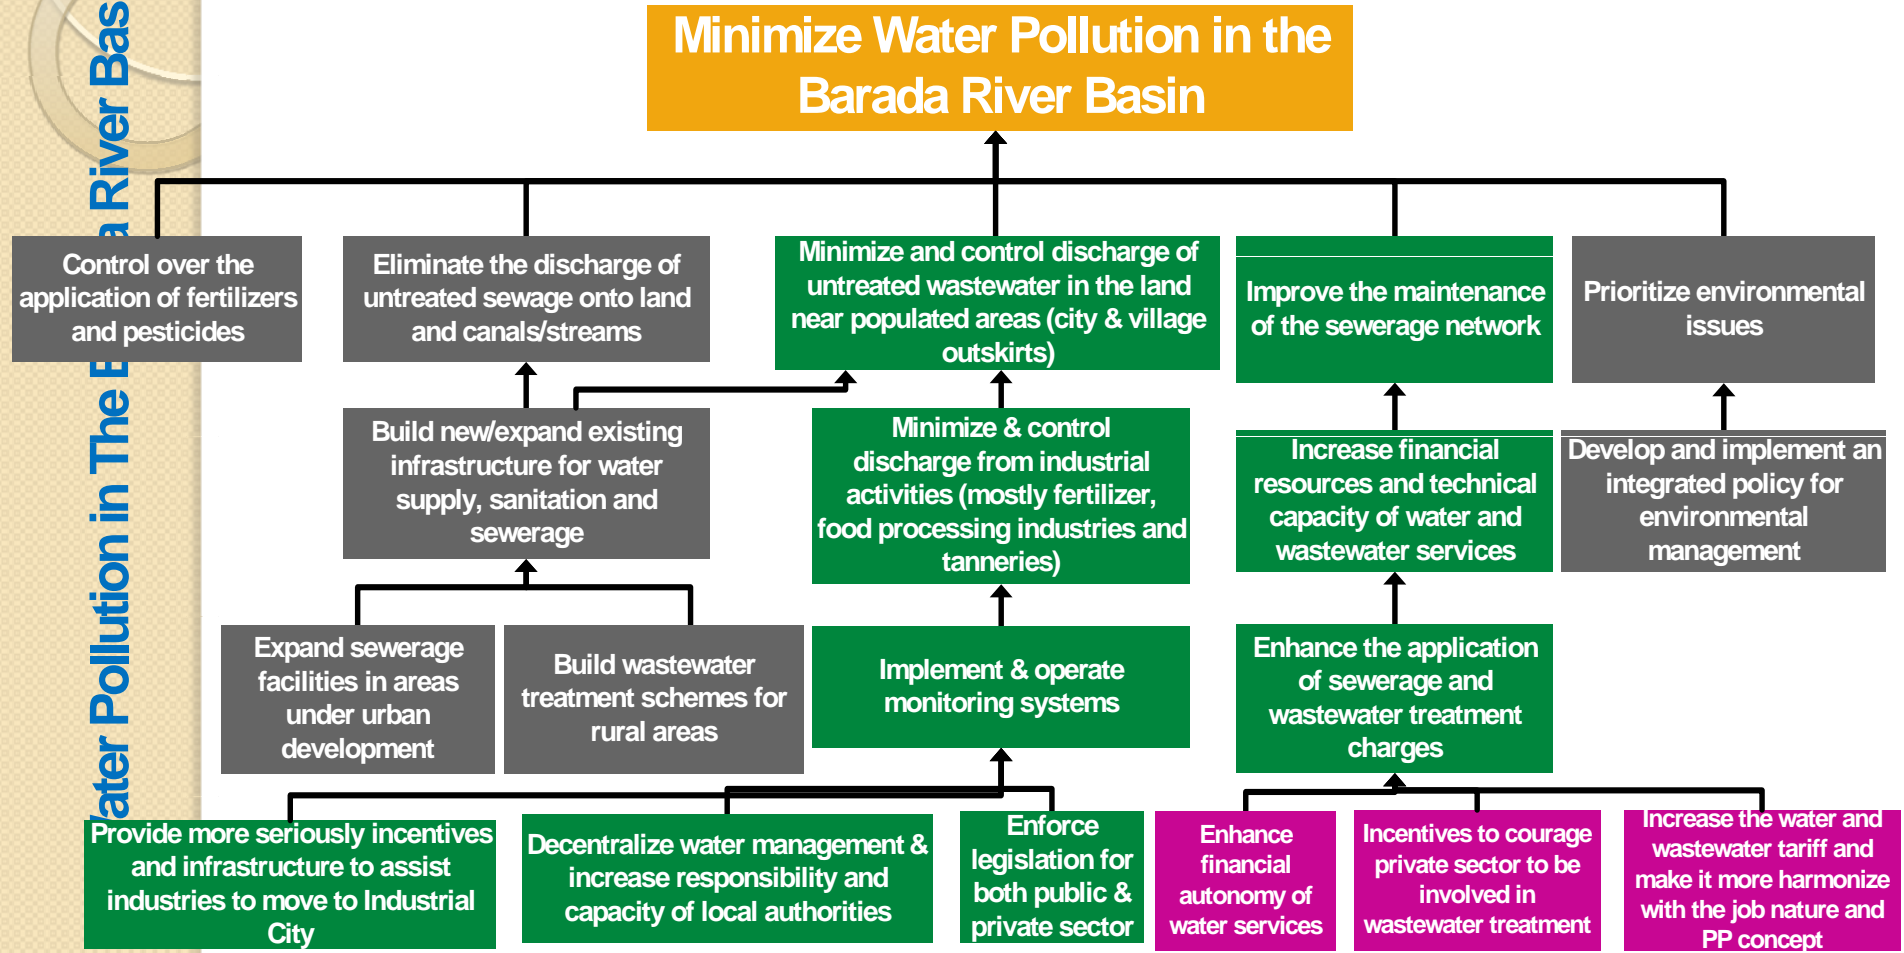 Minimize Water Pollution in the
Barada River Basin
Control over the
application of fertilizers
and pesticides
Eliminate the discharge of
untreated sewage onto land
and canals/streams
Minimize and control discharge of
untreated wastewater in the land
near populated areas (city & village
outskirts)
Improve the maintenance
of the sewerage network
Prioritize environmental
issues
Build new/expand existing
infrastructure for water
supply, sanitation and
sewerage
Minimize & control
discharge from industrial
activities (mostly fertilizer,
food processing industries and
tanneries)
Increase financial
resources and technical
capacity of water and
wastewater services
Develop and implement an
integrated policy for
environmental
management
Expand sewerage
facilities in areas
under urban
development
Build wastewater
treatment schemes for
rural areas
Implement & operate
monitoring systems
Enhance the application
of sewerage and
wastewater treatment
charges
Provide more seriously incentives
and infrastructure to assist
industries to move to Industrial
City
Decentralize water management &
increase responsibility and
capacity of local authorities
Enforce
legislation for
both public &
private sector
Enhance
financial
autonomy of
water services
Incentives to courage
private sector to be
involved in
wastewater treatment
Increase the water and
wastewater tariff and
make it more harmonize
with the job nature and
PP concept
Pollution in The River